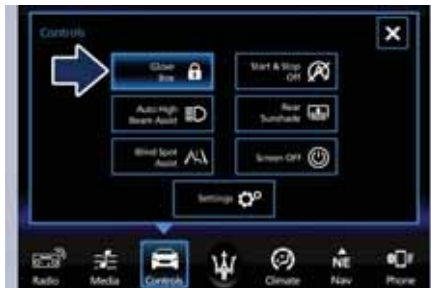 Controls
Glove
Box
Start & Stop
Off
Auto High
Beam Assist
Rear
Sunshade
Blind Spot
Assist
Screen OFF
Settings
Radio
Media
Controls
Climate
NE
Nav
Phone